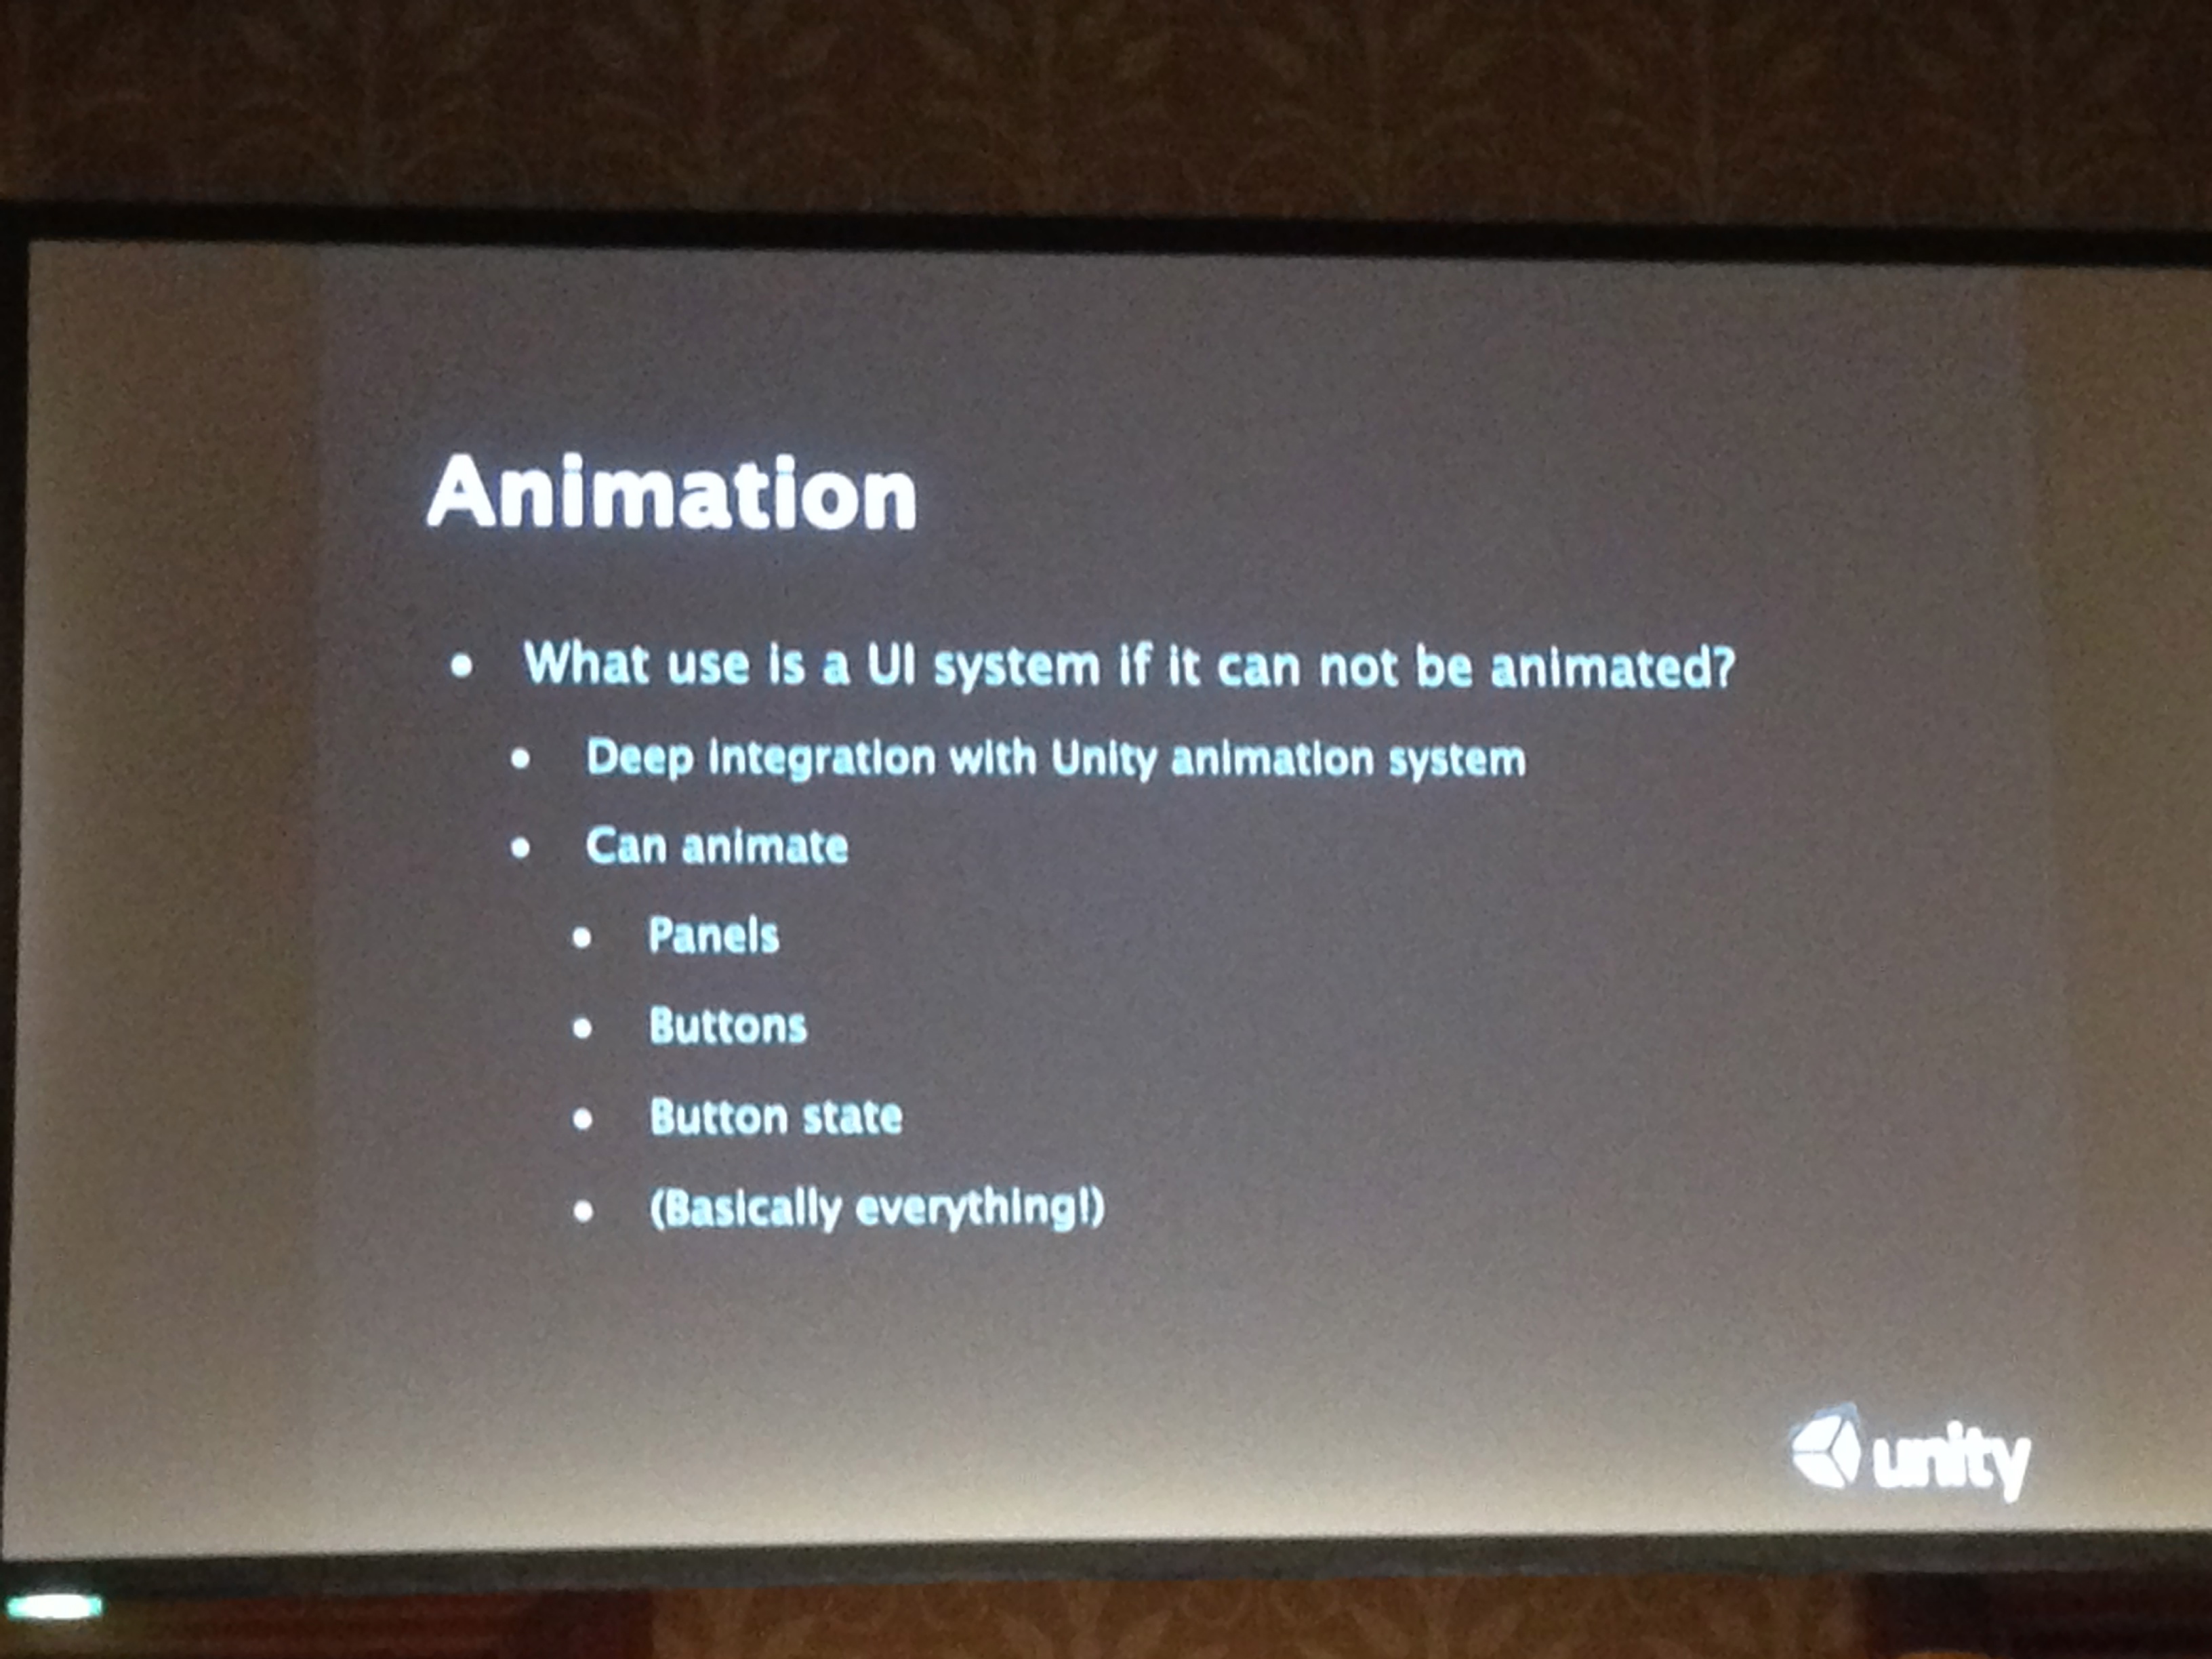 Animation
• What use is a UI system if it can not be animated?
• Deep integration with Unity animation system
• Can animate
• Panels
• Buttons
• Button state
• (Basically everything!)
unity